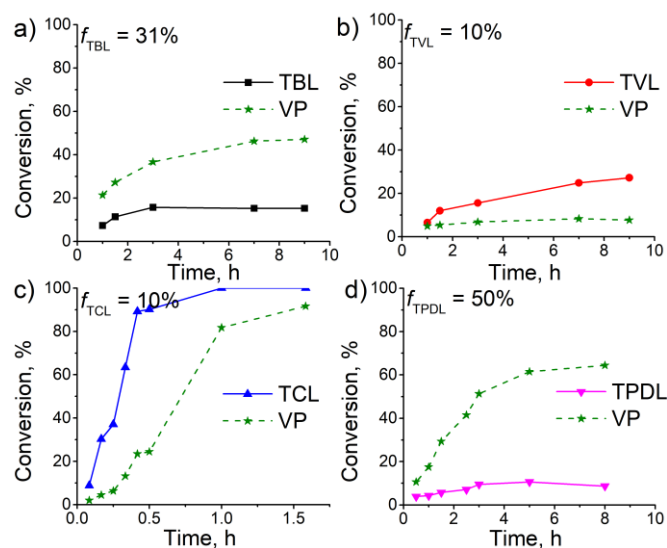 a)
f_TBL = 31%
TBL
VP
Conversion, %
100
80
60
40
20
0
0 2 4 6 8 10
Time, h
b)
f_TVL = 10%
TVL
VP
Conversion, %
100
80
60
40
20
0
0 2 4 6 8 10
Time, h
c)
f_TCL = 10%
TCL
VP
Conversion, %
100
80
60
40
20
0
0.0 0.5 1.0 1.5
Time, h
d)
f_TPDL = 50%
TPDL
VP
Conversion, %
100
80
60
40
20
0
0 2 4 6 8 10
Time, h